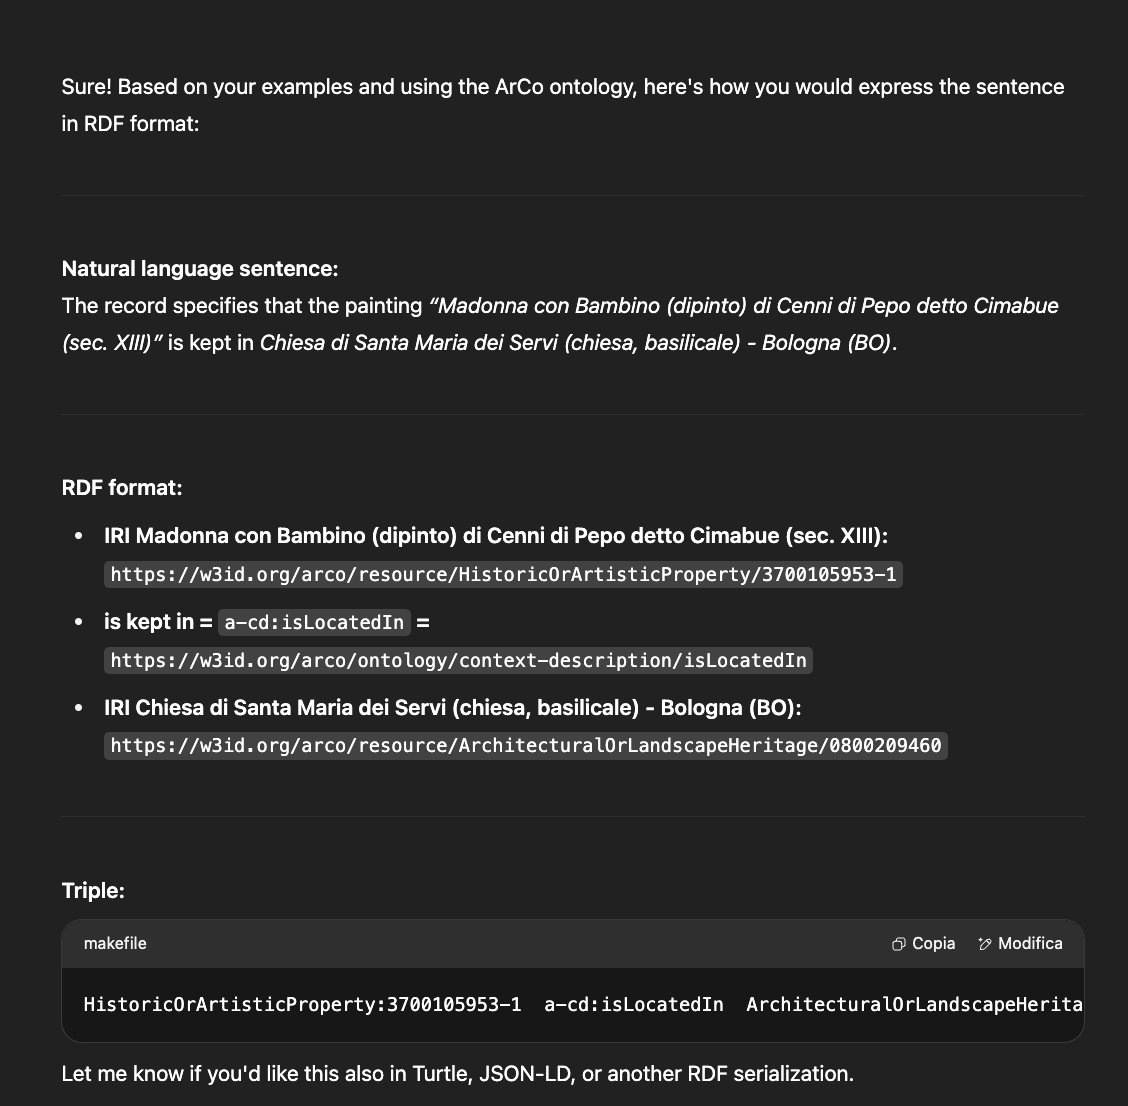 Sure! Based on your examples and using the ArCo ontology, here's how you would express the sentence
in RDF format:
Natural language sentence:
The record specifies that the painting “Madonna con Bambino (dipinto) di Cenni di Pepo detto Cimabue
(sec. XIII)” is kept in Chiesa di Santa Maria dei Servi (chiesa, basilicale) - Bologna (BO).
RDF format:
• IRI Madonna con Bambino (dipinto) di Cenni di Pepo detto Cimabue (sec. XIII):
https://w3id.org/arco/resource/HistoricOrArtisticProperty/3700105953-1
• is kept in = a-cd:isLocatedIn =
https://w3id.org/arco/ontology/context-description/isLocatedIn
• IRI Chiesa di Santa Maria dei Servi (chiesa, basilicale) - Bologna (BO):
https://w3id.org/arco/resource/ArchitecturalOrLandscapeHeritage/0800209460
Triple:
makefile Copia Modifica
HistoricOrArtisticProperty:3700105953-1 a-cd:isLocatedIn ArchitecturalOrLandscapeHerita
Let me know if you'd like this also in Turtle, JSON-LD, or another RDF serialization.